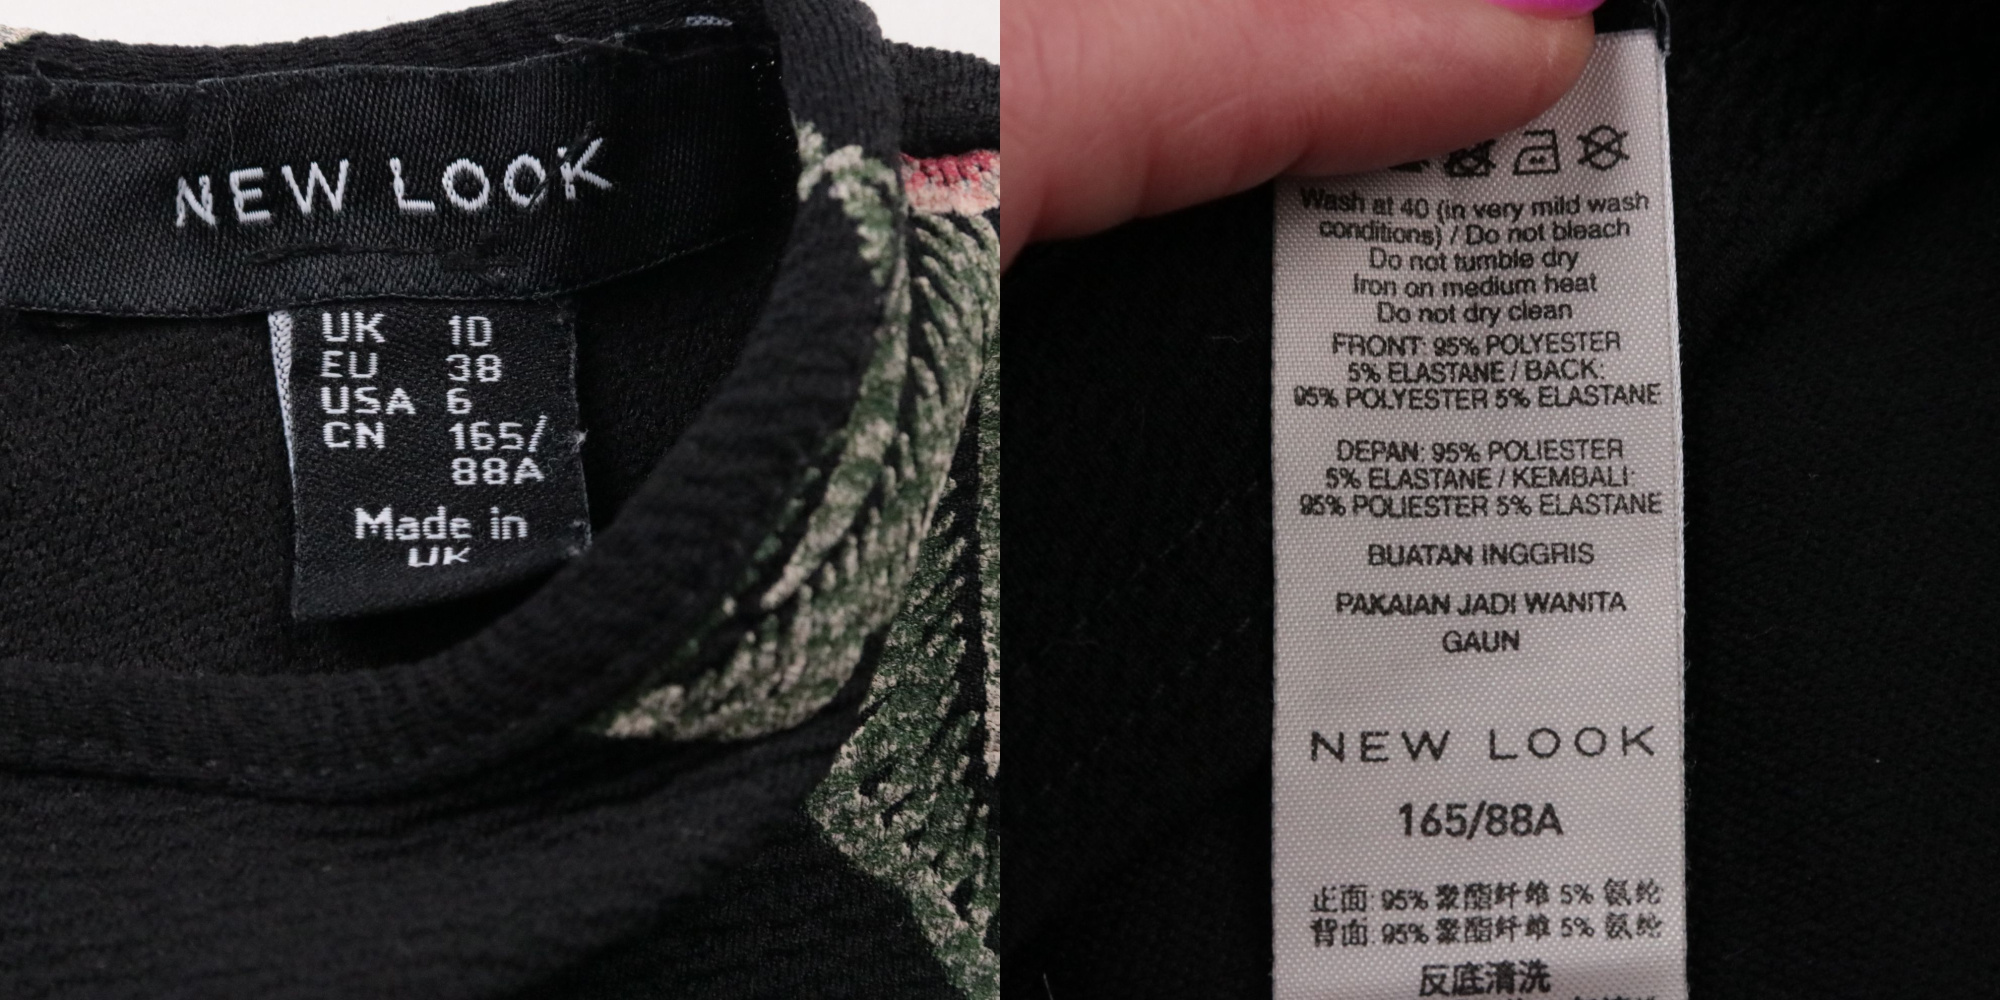 NEW LOOK
UK 10
EU 38
USA 6
CN 165/
88A
Made in
UK
Wash at 40 (in very mild wash
conditions) / Do not bleach
Do not tumble dry
Iron on medium heat
Do not dry clean
FRONT: 95% POLYESTER
5% ELASTANE / BACK:
95% POLYESTER 5% ELASTANE
DEPAN: 95% POLIESTER
5% ELASTANE / KEMBALI:
95% POLIESTER 5% ELASTANE
BUATAN INGGRIS
PAKAIAN JADI WANITA
GAUN
NEW LOOK
165/88A
正面: 95% 聚酯纤维 5% 氨纶
背面: 95% 聚酯纤维 5% 氨纶
反底清洗